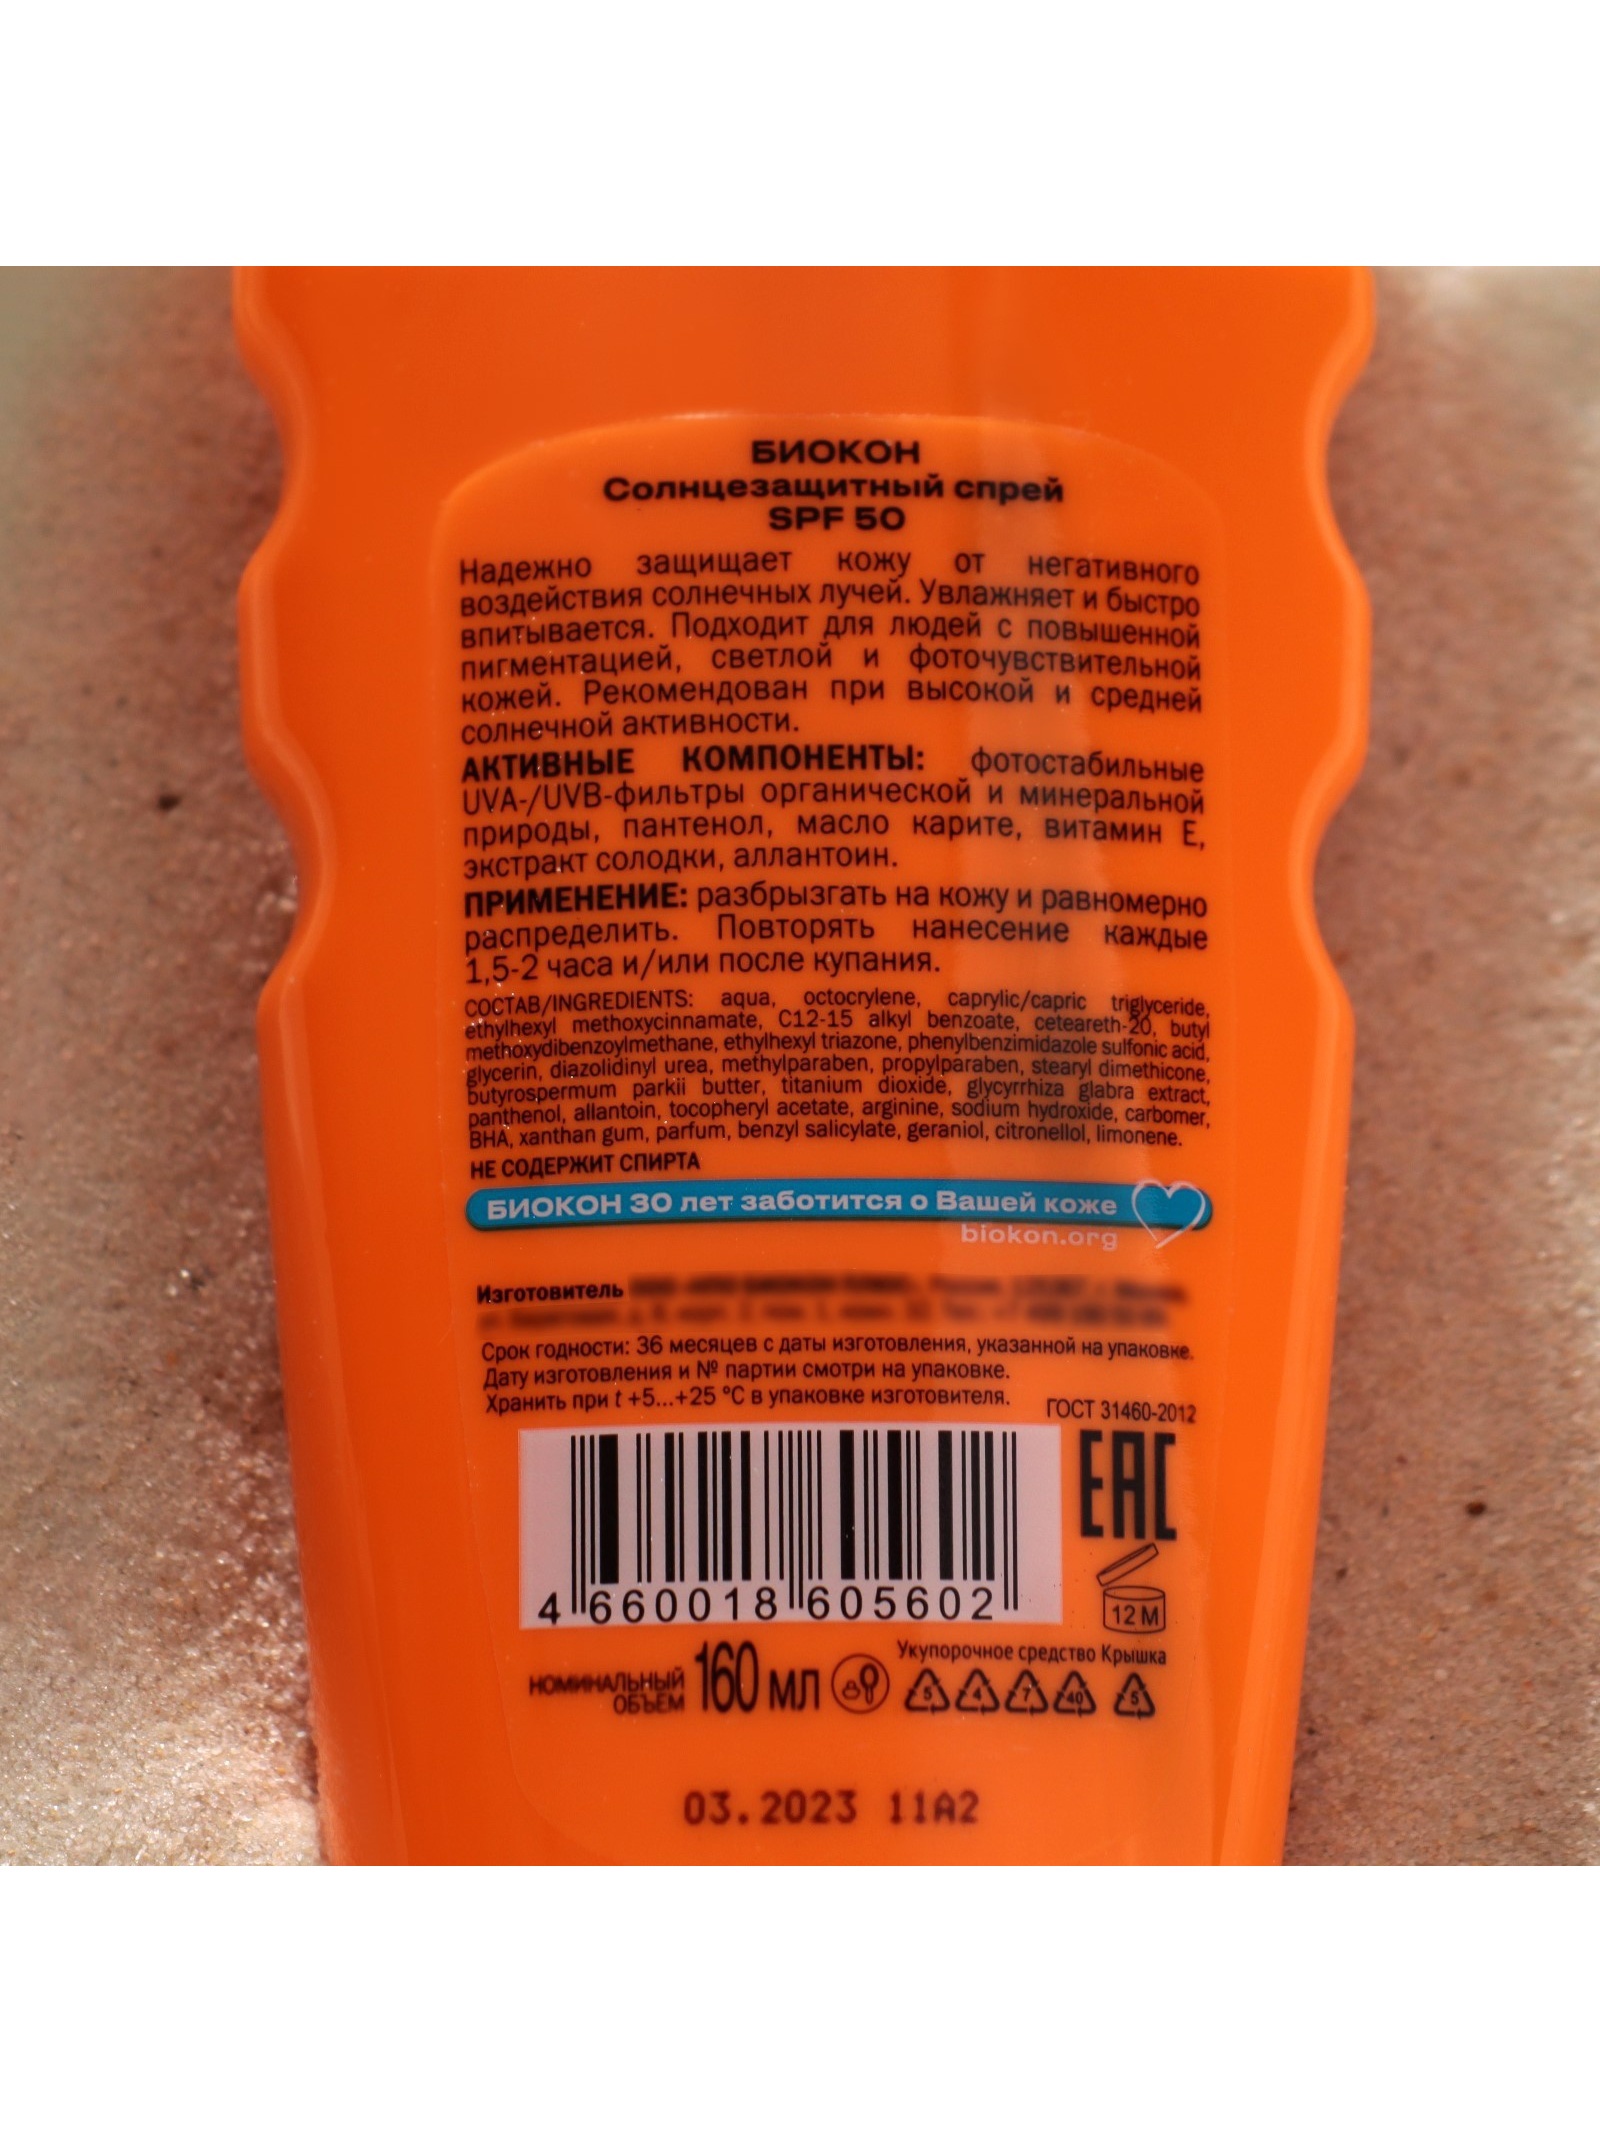 БИОКОН
Солнцезащитный спрей
SPF 50
Надежно защищает кожу от негативного
воздействия солнечных лучей. Увлажняет и быстро
впитывается. Подходит для людей с повышенной
пигментацией, светлой и фоточувствительной
кожей. Рекомендован при высокой и средней
солнечной активности.
АКТИВНЫЕ КОМПОНЕНТЫ: фотостабильные
UVA-/UVB-фильтры органической и минеральной
природы, пантенол, масло карите, витамин Е,
экстракт солодки, аллантоин.
ПРИМЕНЕНИЕ: разбрызгать на кожу и равномерно
распределить. Повторять нанесение каждые
1,5-2 часа и/или после купания.
СОСТАВ/INGREDIENTS: aqua, octocrylene, caprylic/capric triglyceride,
ethylhexyl methoxycinnamate, C12-15 alkyl benzoate, ceteareth-20, butyl
methoxydibenzoylmethane, ethylhexyl triazone, phenylbenzimidazole sulfonic acid,
glycerin, diazolidinyl urea, methylparaben, propylparaben, stearyl dimethicone,
butyrospermum parkii butter, titanium dioxide, glycyrrhiza glabra extract,
panthenol, allantoin, tocopheryl acetate, arginine, sodium hydroxide, carbomer,
BHA, xanthan gum, parfum, benzyl salicylate, geraniol, citronellol, limonene.
НЕ СОДЕРЖИТ СПИРТА
БИОКОН 30 лет заботится о Вашей коже
biokon.org
Изготовитель
Срок годности: 36 месяцев с даты изготовления, указанной на упаковке.
Дату изготовления и № партии смотри на упаковке.
Хранить при t +5...+25 °C в упаковке изготовителя.
ГОСТ 31460-2012
EAC
12 M
4 660018 605602
Укупорочное средство Крышка
НОМИНАЛЬНЫЙ ОБЪЕМ 160 мл
5 4 7 40 5
03.2023 11A2